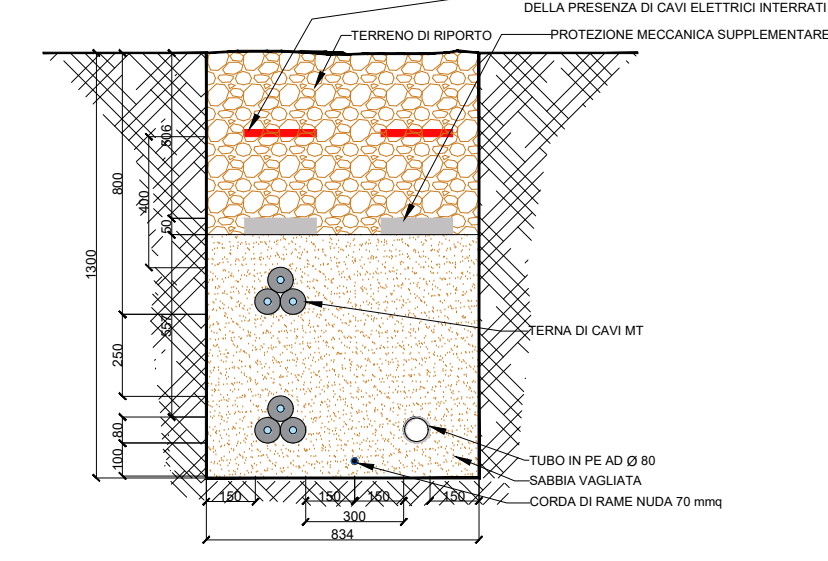 DELLA PRESENZA DI CAVI ELETTRICI INTERRATI
TERRENO DI RIPORTO
PROTEZIONE MECCANICA SUPPLEMENTARE
506
800
400
50
1300
557
TERNA DI CAVI MT
250
80
100
TUBO IN PE AD Ø 80
SABBIA VAGLIATA
CORDA DI RAME NUDA 70 mmq
150
150
150
150
300
834